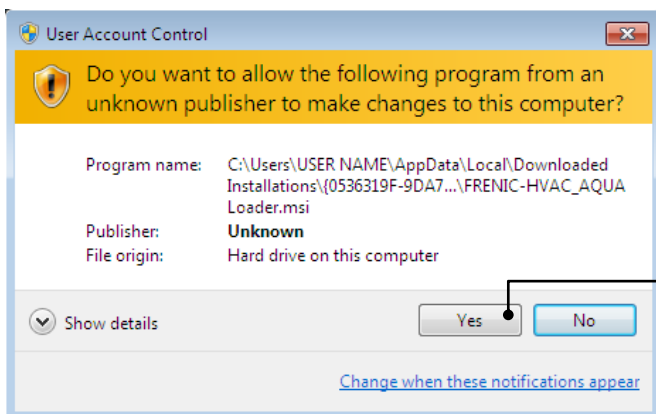 User Account Control
Do you want to allow the following program from an
unknown publisher to make changes to this computer?
Program name: C:\Users\USER NAME\AppData\Local\Downloaded
Installations\{0536319F-9DA7...\FRENIC-HVAC_AQUA
Loader.msi
Publisher: Unknown
File origin: Hard drive on this computer
Show details Yes No
Change when these notifications appear